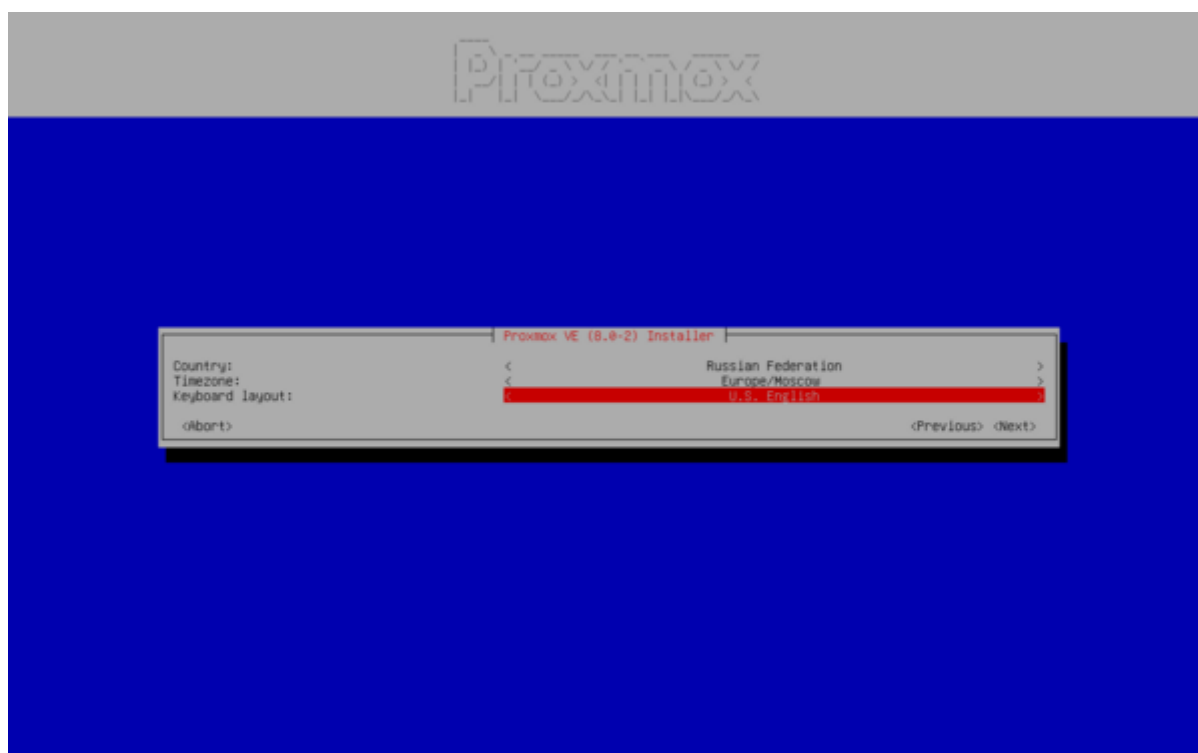 Proxmox
Proxmox VE (8.0-2) Installer
Country: < Russian Federation >
Timezone: < Europe/Moscow >
Keyboard layout: < U.S. English >
<Abort> <Previous> <Next>